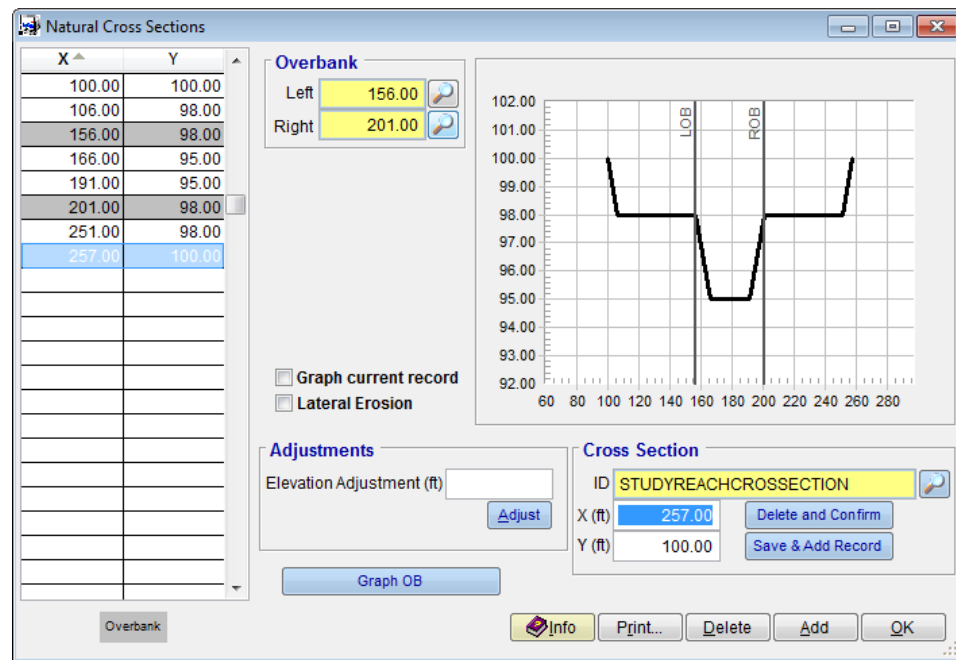 Natural Cross Sections
X Y
100.00 100.00
106.00 98.00
156.00 98.00
166.00 95.00
191.00 95.00
201.00 98.00
251.00 98.00
257.00 100.00
Overbank
Left 156.00
Right 201.00
102.00
101.00
100.00
99.00
98.00
97.00
96.00
95.00
94.00
93.00
92.00
LOB
ROB
60 80 100 120 140 160 180 200 220 240 260 280
Graph current record
Lateral Erosion
Adjustments
Elevation Adjustment (ft)
Adjust
Graph OB
Cross Section
ID STUDYREACHCROSSECTION
X (ft) 257.00 Delete and Confirm
Y (ft) 100.00 Save & Add Record
Overbank
Info Print... Delete Add OK